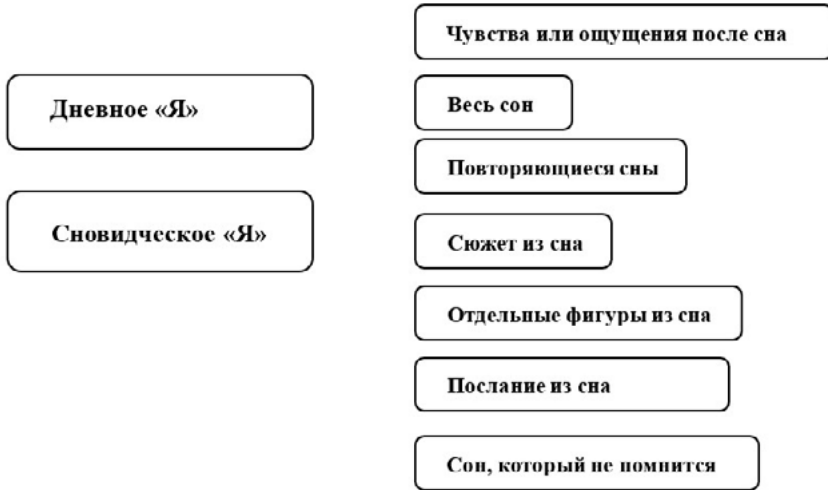 Дневное «Я»
Сновидческое «Я»
Чувства или ощущения после сна
Весь сон
Повторяющиеся сны
Сюжет из сна
Отдельные фигуры из сна
Послание из сна
Сон, который не помнится